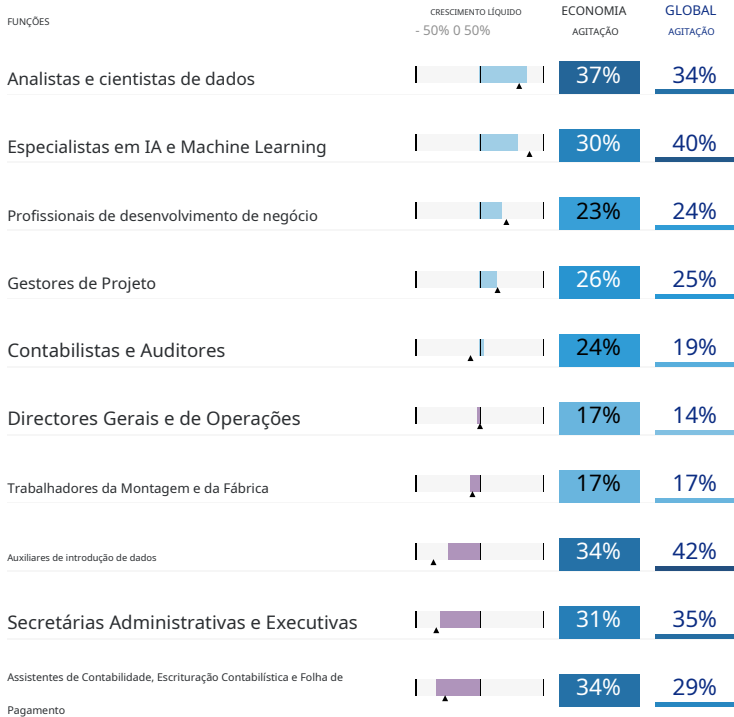 FUNÇÕES
CRESCIMENTO LÍQUIDO
- 50% 0 50%
ECONOMIA
AGITAÇÃO
GLOBAL
AGITAÇÃO
Analistas e cientistas de dados 37% 34%
Especialistas em IA e Machine Learning 30% 40%
Profissionais de desenvolvimento de negócio 23% 24%
Gestores de Projeto 26% 25%
Contabilistas e Auditores 24% 19%
Directores Gerais e de Operações 17% 14%
Trabalhadores da Montagem e da Fábrica 17% 17%
Auxiliares de introdução de dados 34% 42%
Secretárias Administrativas e Executivas 31% 35%
Assistentes de Contabilidade, Escrituração Contabilística e Folha de
Pagamento
34% 29%